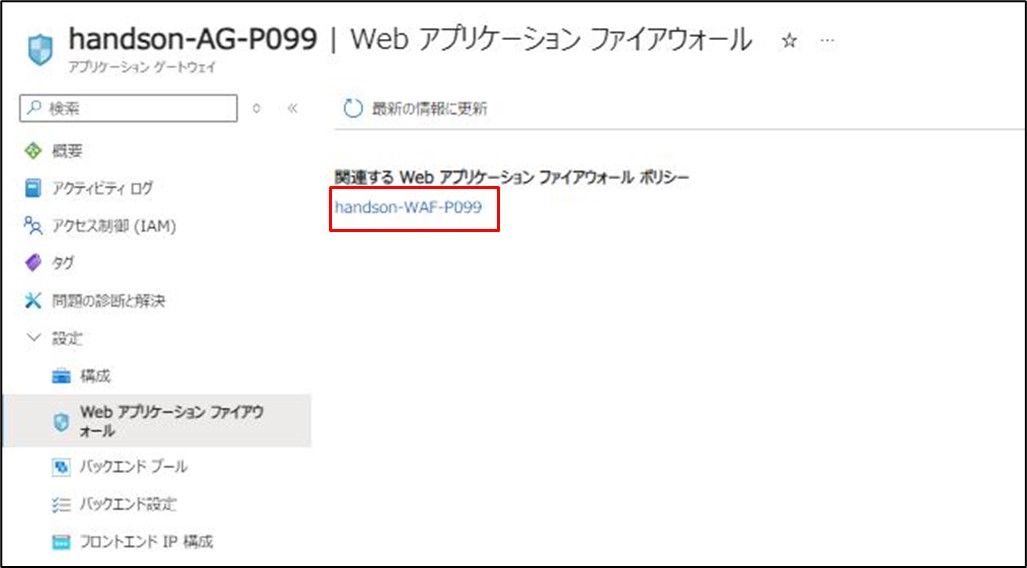 handson-AG-P099 | Web アプリケーション ファイアウォール ☆ …
アプリケーション ゲートウェイ
検索
最新の情報に更新
概要
アクティビティ ログ
アクセス制御 (IAM)
タグ
問題の診断と解決
設定
構成
Web アプリケーション ファイアウ
ォール
バックエンド プール
バックエンド設定
フロントエンド IP 構成
関連する Web アプリケーション ファイアウォール ポリシー
handson-WAF-P099